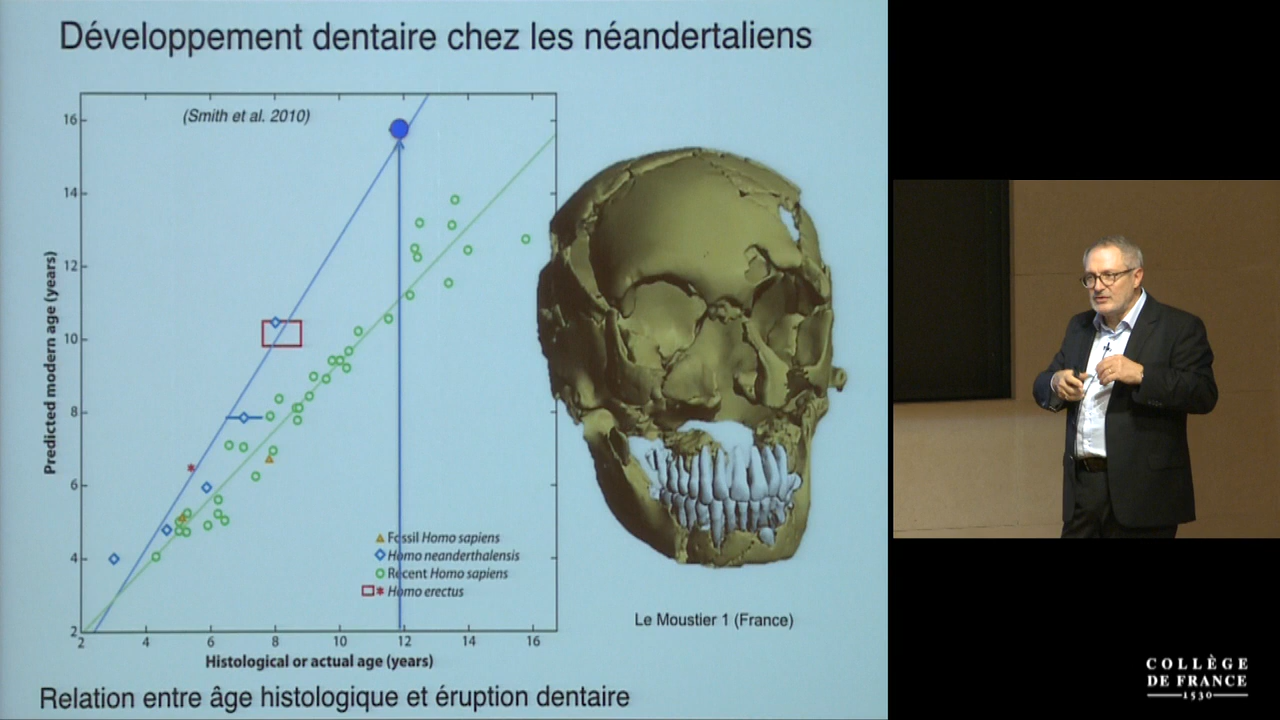 Développement dentaire chez les néandertaliens
(Smith et al. 2010)
16
14
12
10
8
6
4
2
Predicted modern age (years)
Fossil Homo sapiens
Homo neanderthalensis
Recent Homo sapiens
Homo erectus
2 4 6 8 10 12 14 16
Histological or actual age (years)
Le Moustier 1 (France)
Relation entre âge histologique et éruption dentaire
COLLÈGE
DE FRANCE
1530